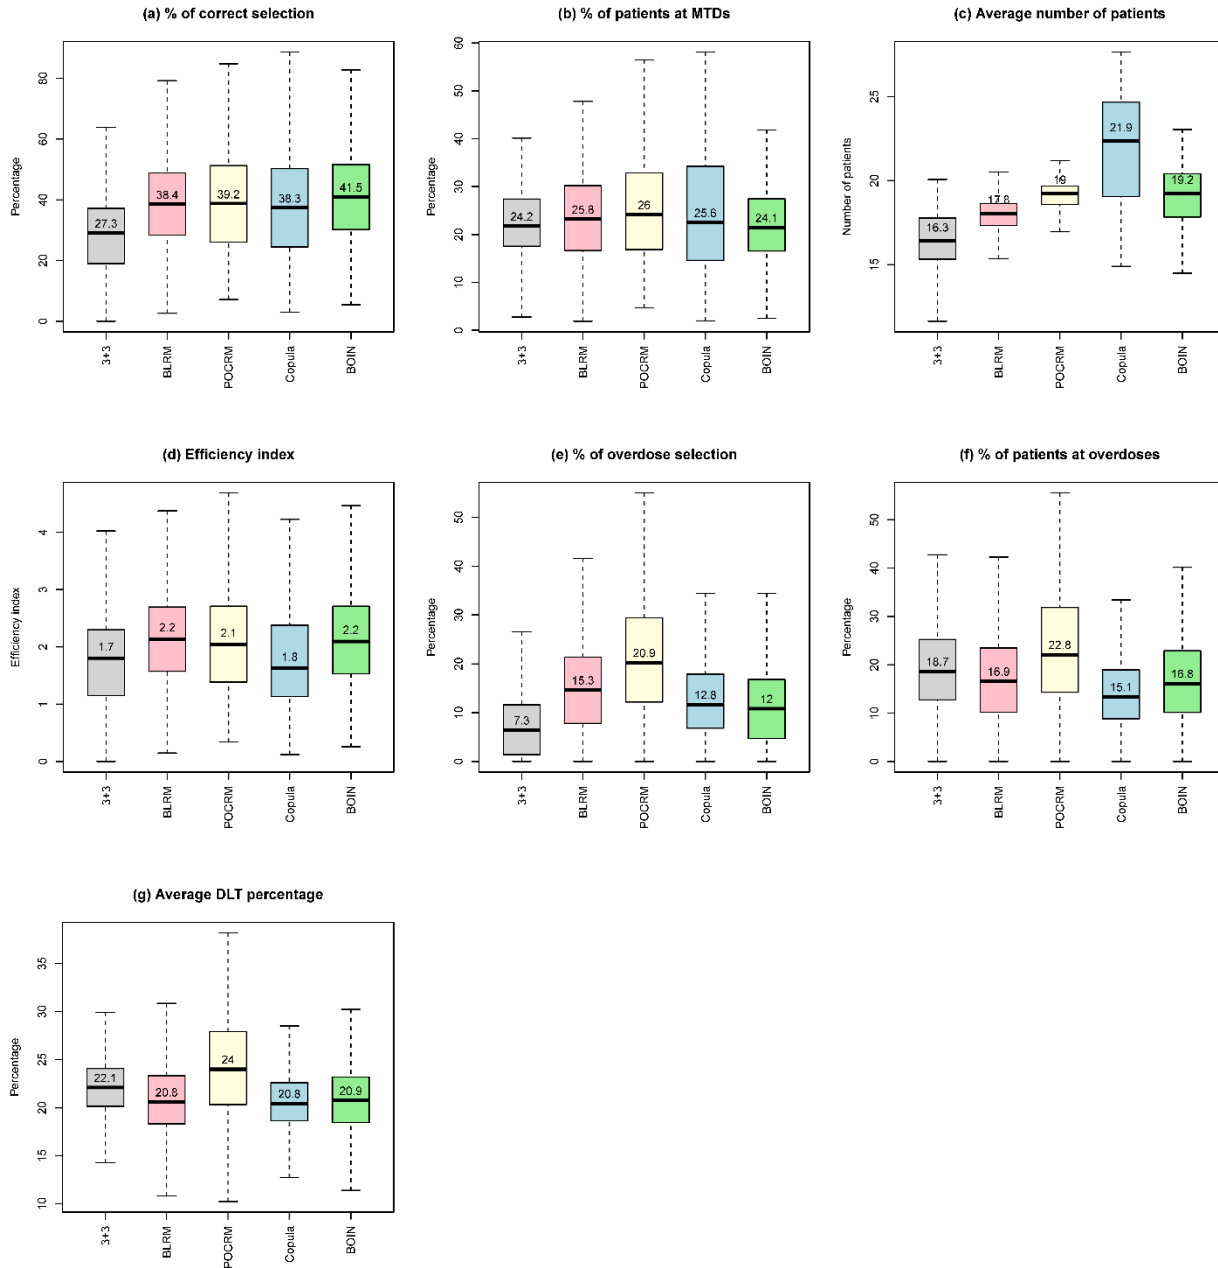 (a) % of correct selection
Percentage
0
20
40
60
80
27.3
38.4
39.2
38.3
41.5
3+3
BLRM
POCRM
Copula
BOIN
(b) % of patients at MTDs
Percentage
0
10
20
30
40
50
60
24.2
25.8
26
25.6
24.1
3+3
BLRM
POCRM
Copula
BOIN
(c) Average number of patients
Number of patients
15
20
25
16.3
17.8
19
21.9
19.2
3+3
BLRM
POCRM
Copula
BOIN
(d) Efficiency index
Efficiency index
0
1
2
3
4
1.7
2.2
2.1
1.8
2.2
3+3
BLRM
POCRM
Copula
BOIN
(e) % of overdose selection
Percentage
0
10
20
30
40
50
7.3
15.3
20.9
12.8
12
3+3
BLRM
POCRM
Copula
BOIN
(f) % of patients at overdoses
Percentage
0
10
20
30
40
50
18.7
16.9
22.8
15.1
16.8
3+3
BLRM
POCRM
Copula
BOIN
(g) Average DLT percentage
Percentage
10
15
20
25
30
35
22.1
20.8
24
20.8
20.9
3+3
BLRM
POCRM
Copula
BOIN